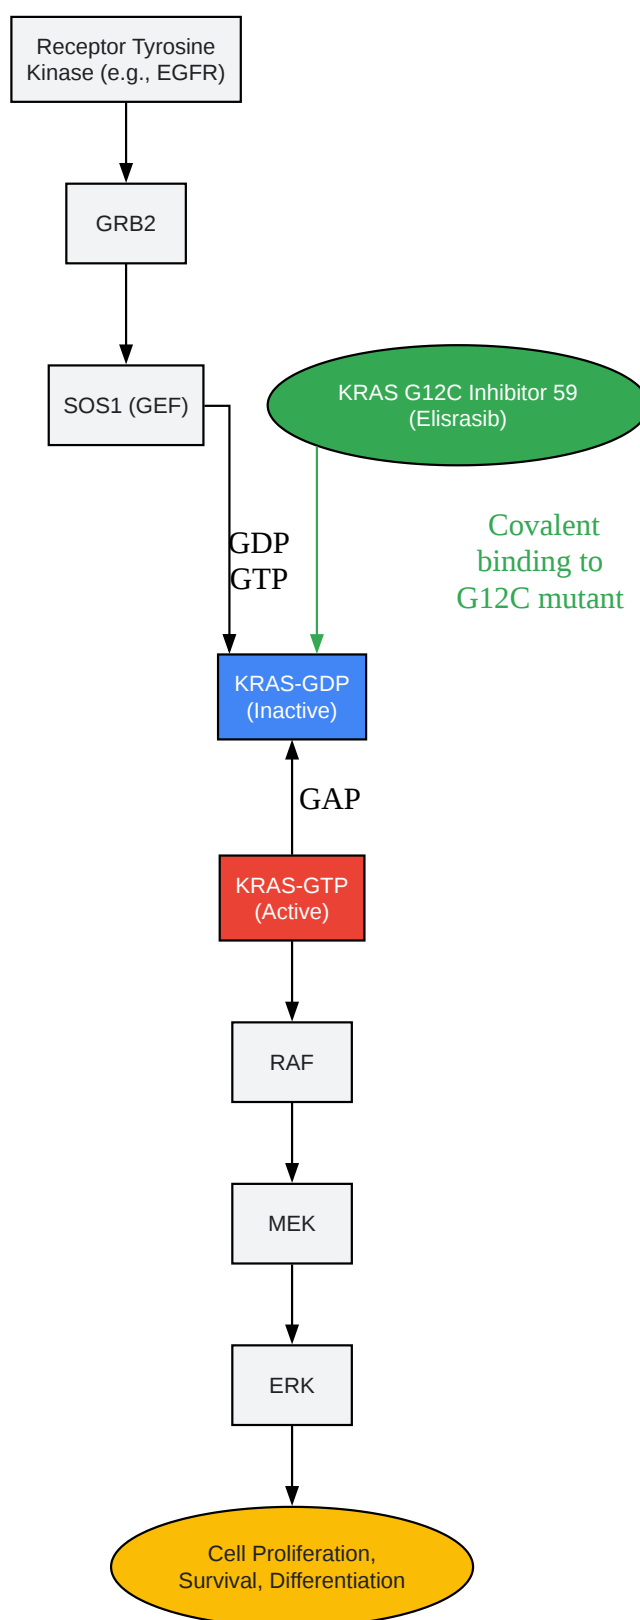 Receptor Tyrosine
Kinase (e.g., EGFR)
GRB2
SOS1 (GEF)
KRAS G12C Inhibitor 59
(Elisrasib)
GDP
GTP
Covalent
binding to
G12C mutant
KRAS-GDP
(Inactive)
GAP
KRAS-GTP
(Active)
RAF
MEK
ERK
Cell Proliferation,
Survival, Differentiation